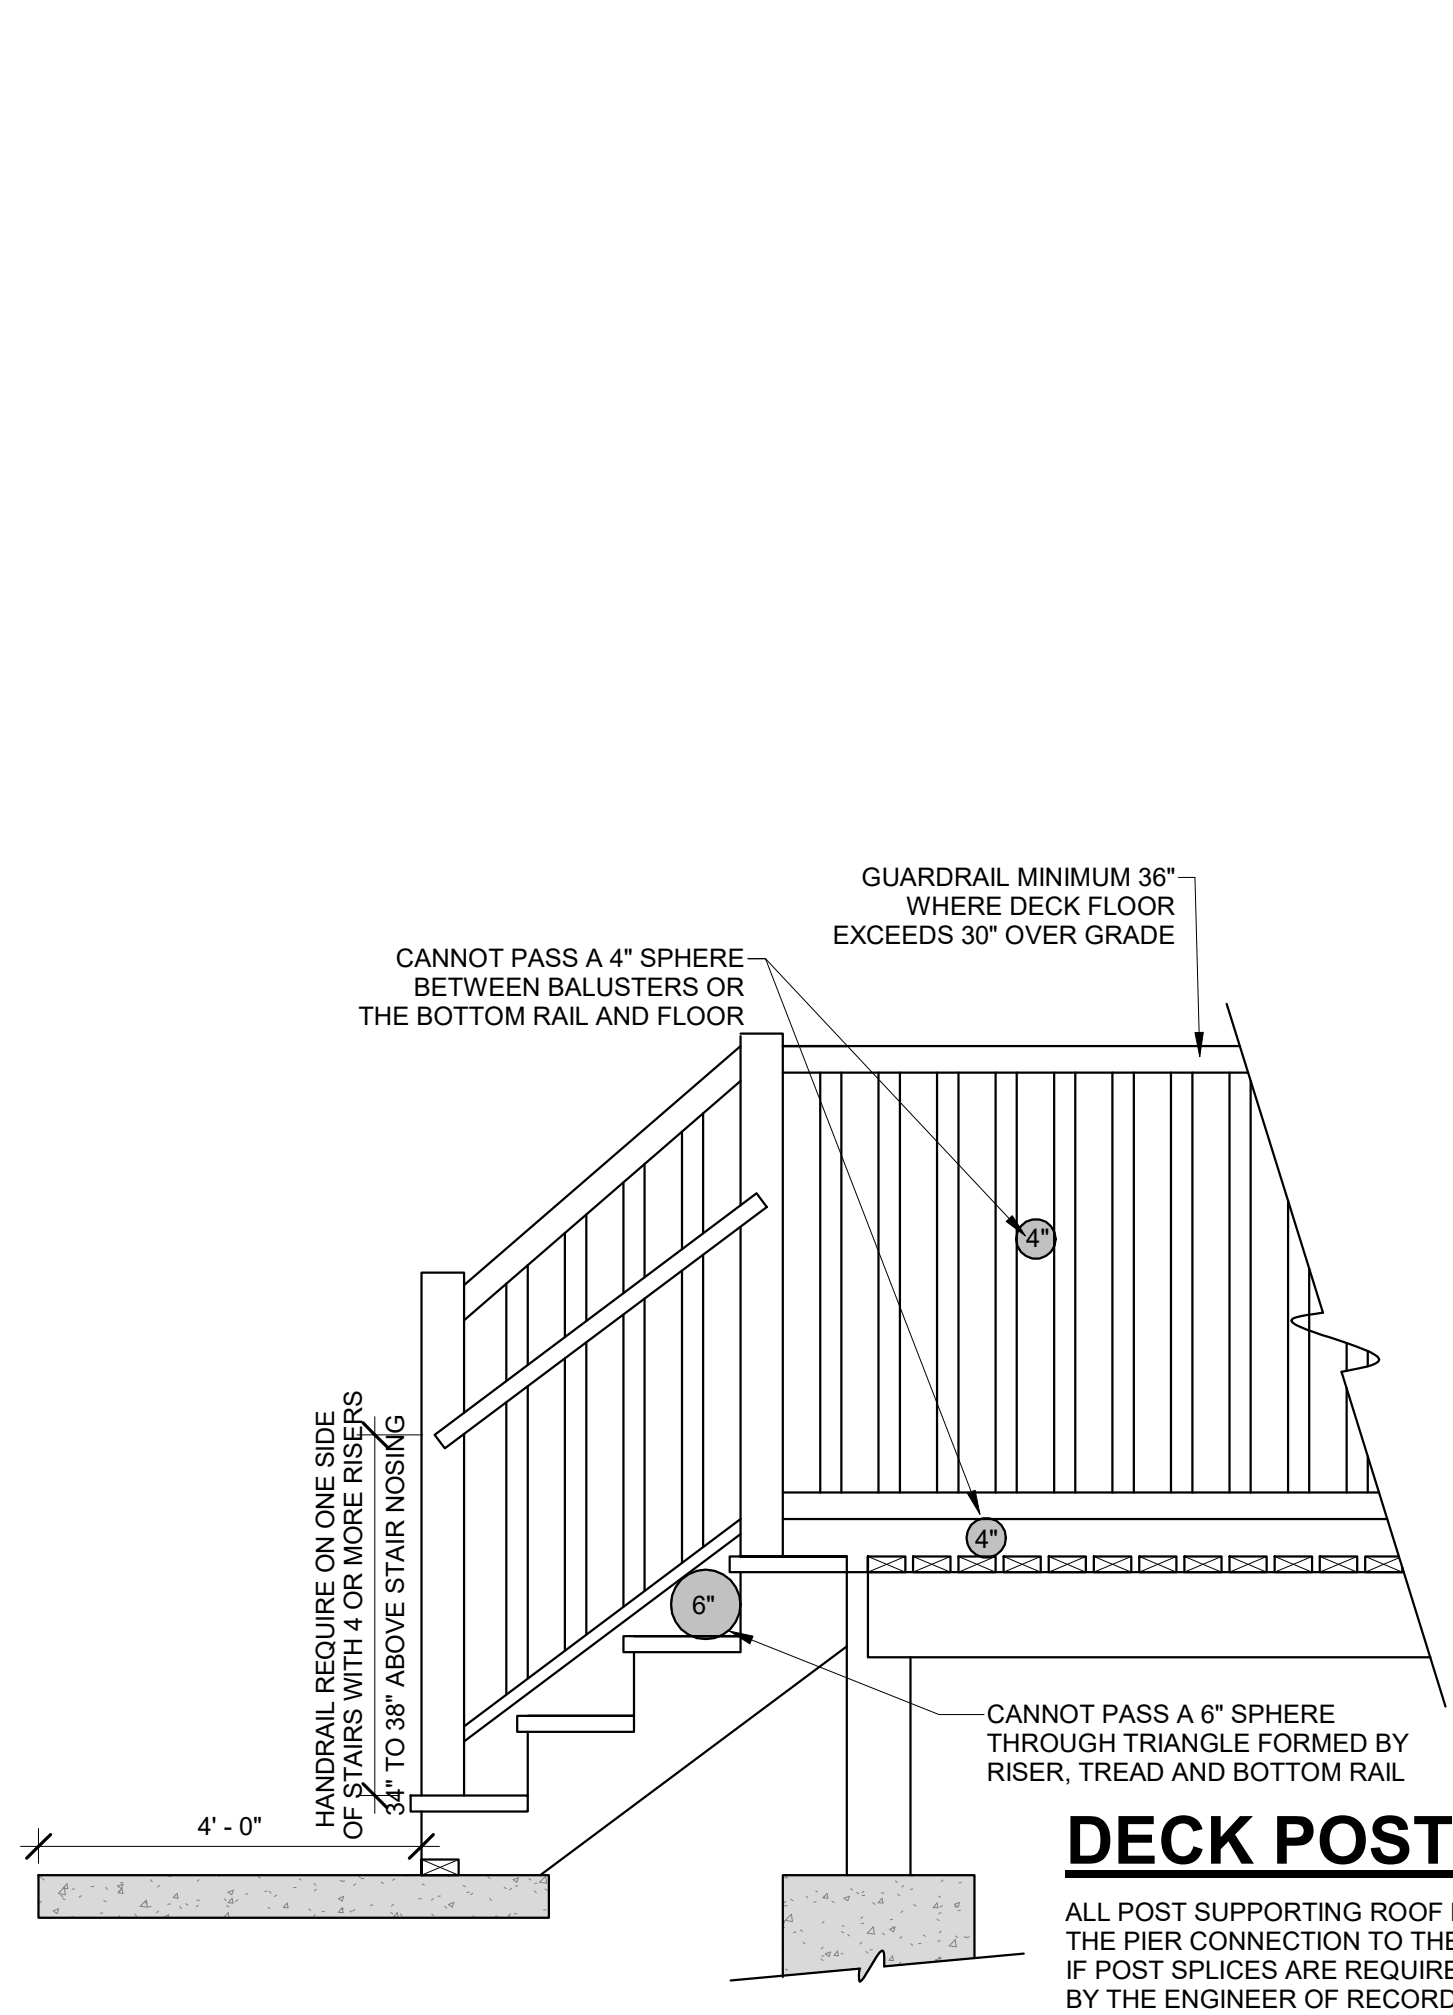 GUARDRAIL MINIMUM 36"
WHERE DECK FLOOR
EXCEEDS 30" OVER GRADE
CANNOT PASS A 4" SPHERE
BETWEEN BALUSTERS OR
THE BOTTOM RAIL AND FLOOR
4"
4"
6"
HANDRAIL REQUIRE ON ONE SIDE
OF STAIRS WITH 4 OR MORE RISERS
34" TO 38" ABOVE STAIR NOSING
CANNOT PASS A 6" SPHERE
THROUGH TRIANGLE FORMED BY
RISER, TREAD AND BOTTOM RAIL
4' - 0"
DECK POST
ALL POST SUPPORTING ROOF
THE PIER CONNECTION TO THE
IF POST SPLICES ARE REQUIRE
BY THE ENGINEER OF RECORD